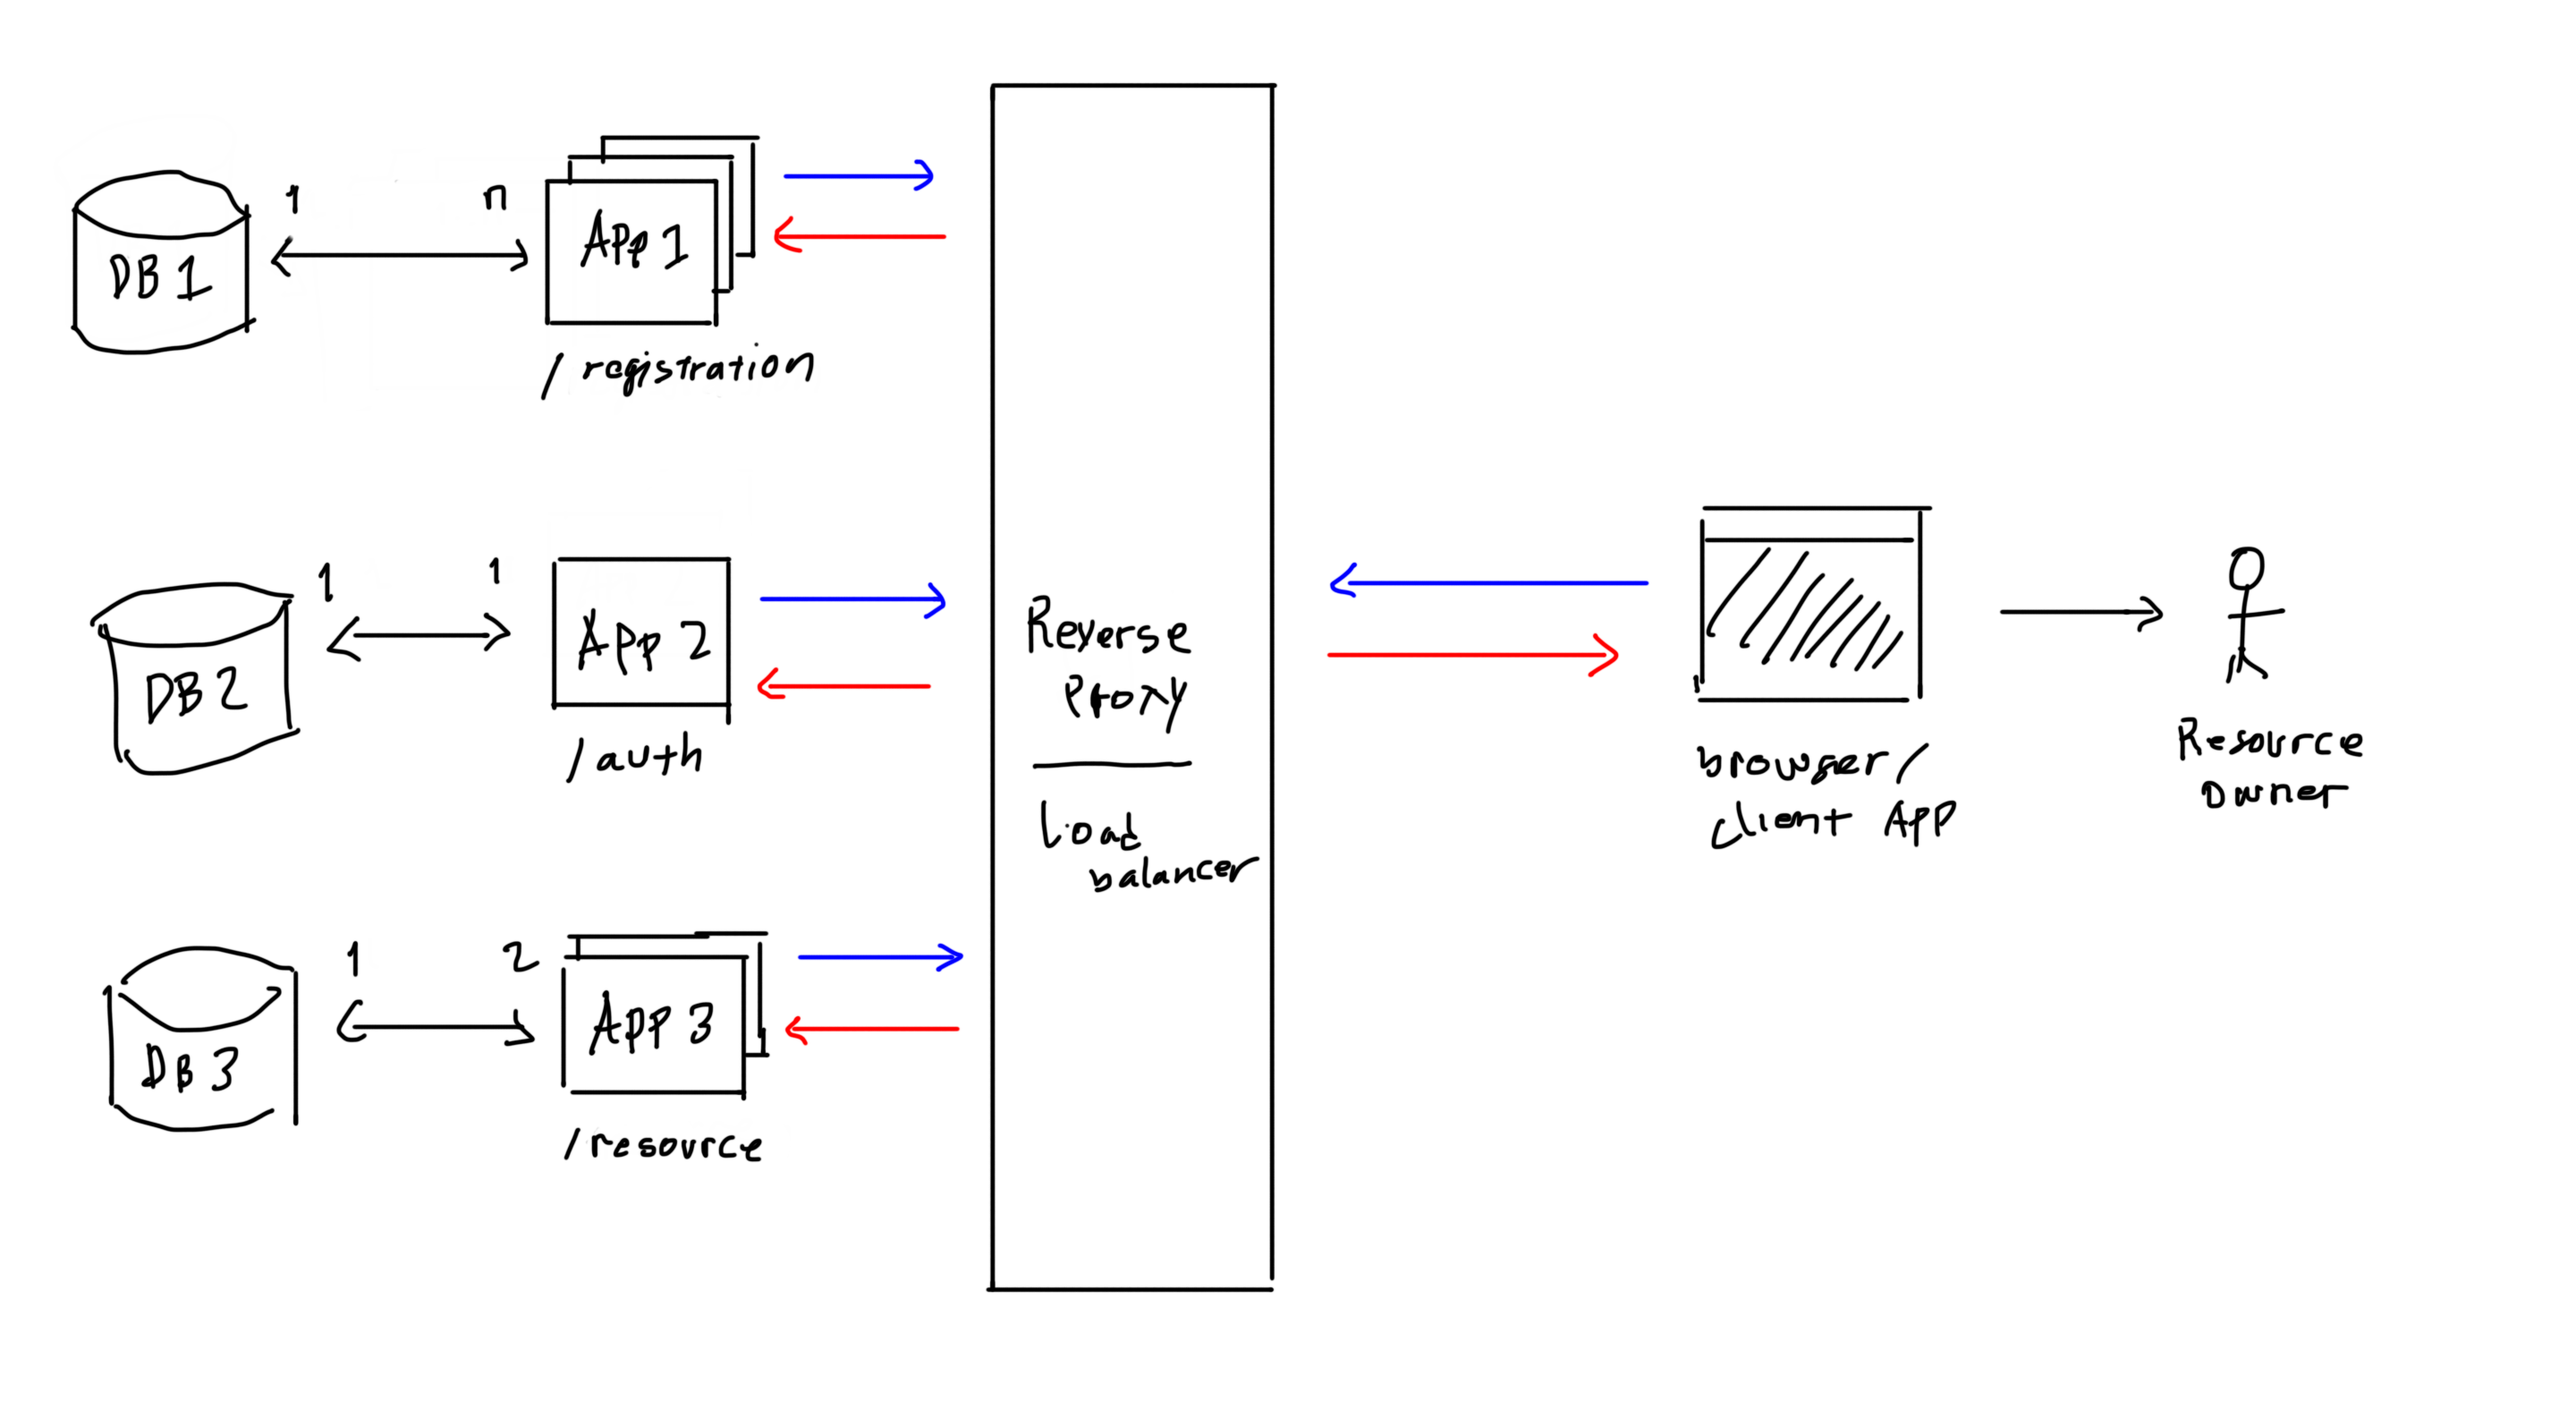 1
n
DB 1
App 1
/ registration
1
1
DB 2
App 2
/ auth
1
2
DB 3
App 3
/ resource
Reverse
Proxy
Load
balancer
browser /
client App
Resource
Owner